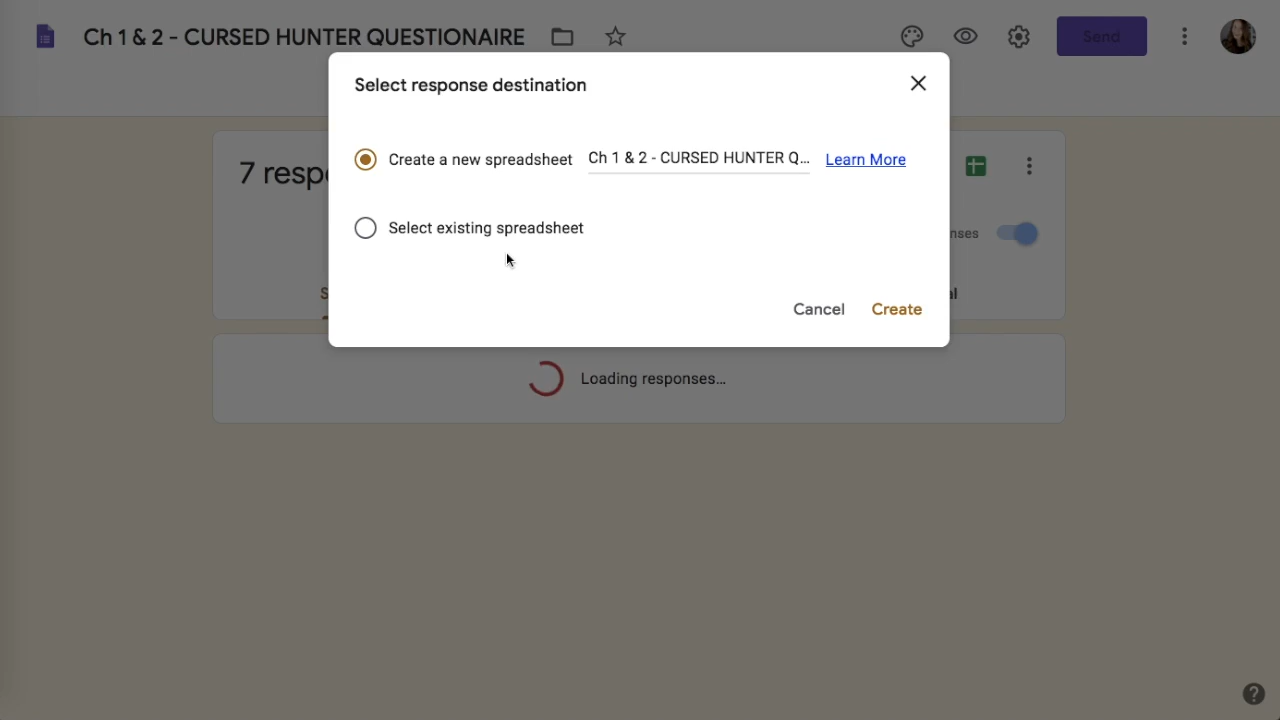 Ch 1 & 2 - CURSED HUNTER QUESTIONAIRE
Send
Select response destination
7 resp
Create a new spreadsheet
Ch 1 & 2 - CURSED HUNTER Q...
Learn More
Select existing spreadsheet
nses
Cancel
Create
Loading responses...